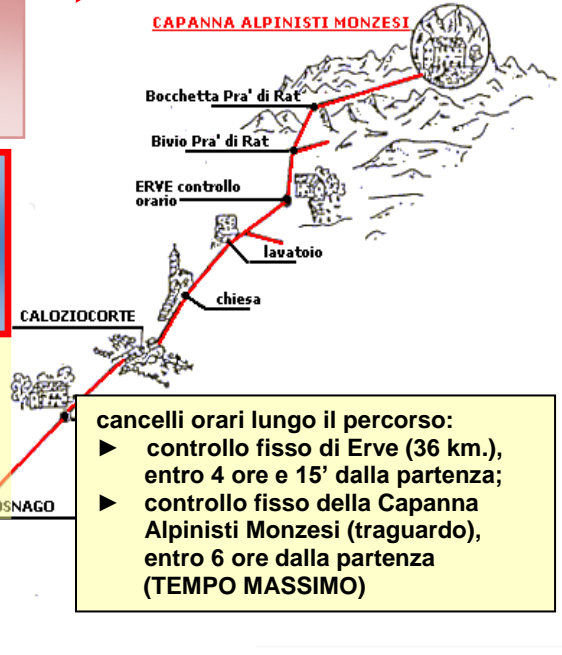 CAPANNA ALPINISTI MONZESI
Bocchetta Pra' di Rat
Bivio Pra' di Rat
ERVE controllo
orario
lavatoio
chiesa
CALOZIOCORTE
cancelli orari lungo il percorso:
► controllo fisso di Erve (36 km.),
entro 4 ore e 15’ dalla partenza;
► controllo fisso della Capanna
Alpinisti Monzesi (traguardo),
entro 6 ore dalla partenza
(TEMPO MASSIMO)